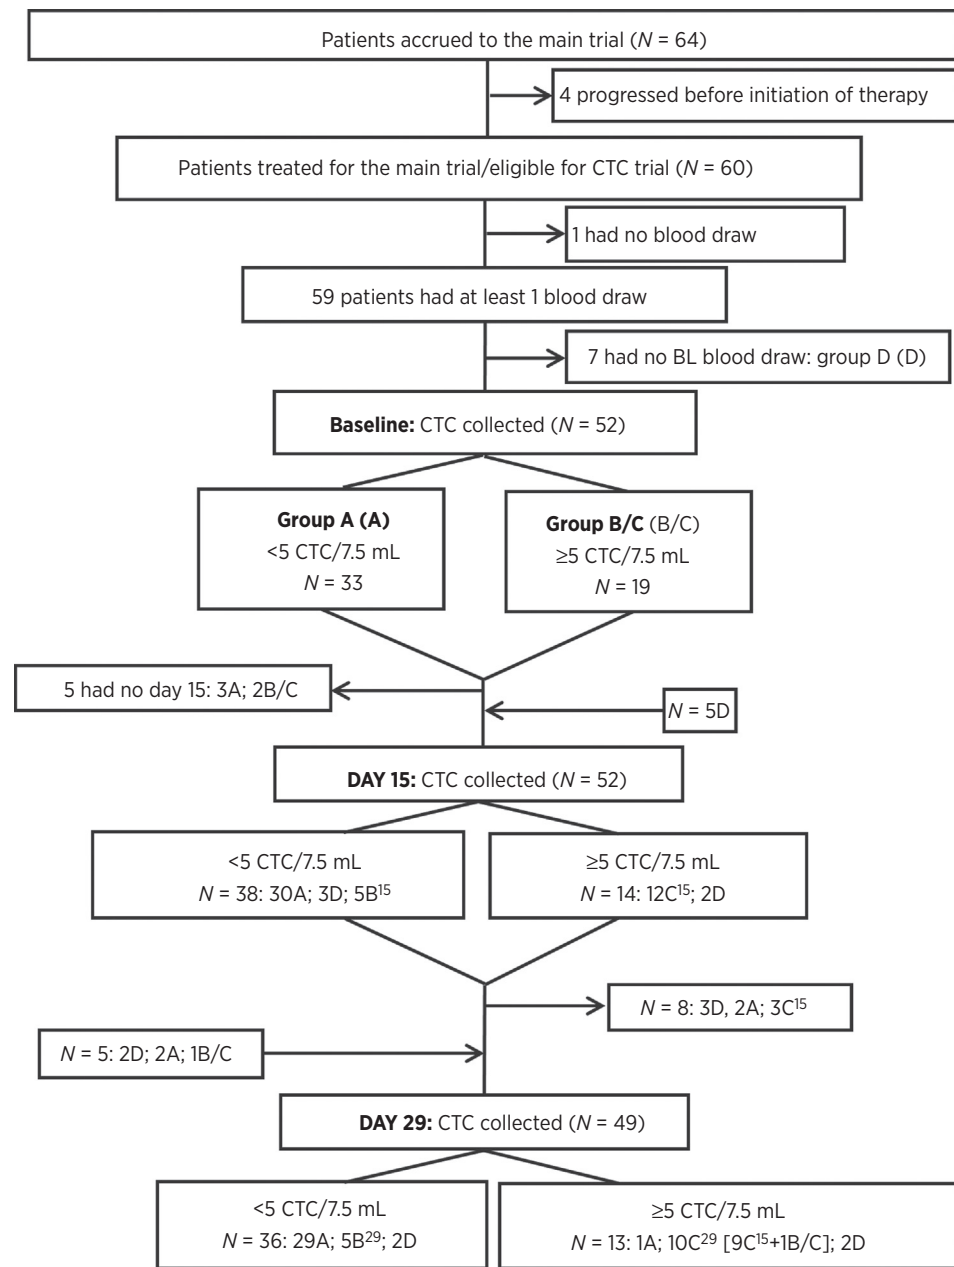 Patients accrued to the main trial (N = 64)
4 progressed before initiation of therapy
Patients treated for the main trial/eligible for CTC trial (N = 60)
1 had no blood draw
59 patients had at least 1 blood draw
7 had no BL blood draw: group D (D)
Baseline: CTC collected (N = 52)
Group A (A)
<5 CTC/7.5 mL
N = 33
Group B/C (B/C)
≥5 CTC/7.5 mL
N = 19
5 had no day 15: 3A; 2B/C
N = 5D
DAY 15: CTC collected (N = 52)
<5 CTC/7.5 mL
N = 38: 30A; 3D; 5B¹⁵
≥5 CTC/7.5 mL
N = 14: 12C¹⁵; 2D
N = 8: 3D, 2A; 3C¹⁵
N = 5: 2D; 2A; 1B/C
DAY 29: CTC collected (N = 49)
<5 CTC/7.5 mL
N = 36: 29A; 5B²⁹; 2D
≥5 CTC/7.5 mL
N = 13: 1A; 10C²⁹ [9C¹⁵+1B/C]; 2D